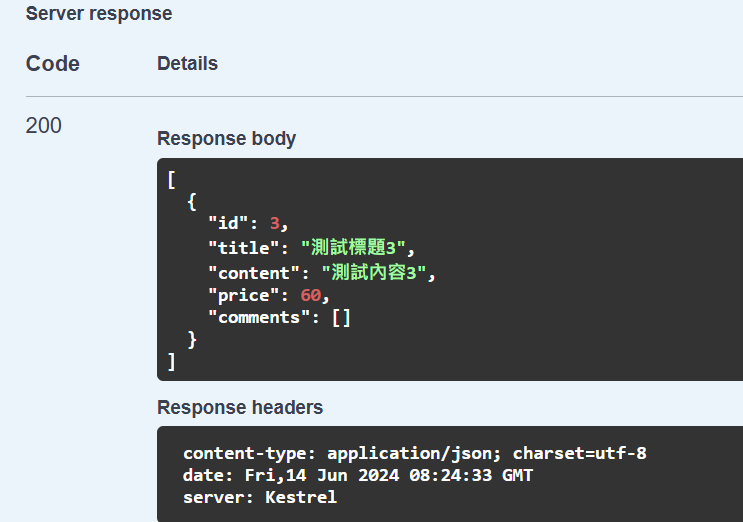 Server response
Code Details
200
Response body
[
{
"id": 3,
"title": "測試標題3",
"content": "測試內容3",
"price": 60,
"comments": []
}
]
Response headers
content-type: application/json; charset=utf-8
date: Fri,14 Jun 2024 08:24:33 GMT
server: Kestrel